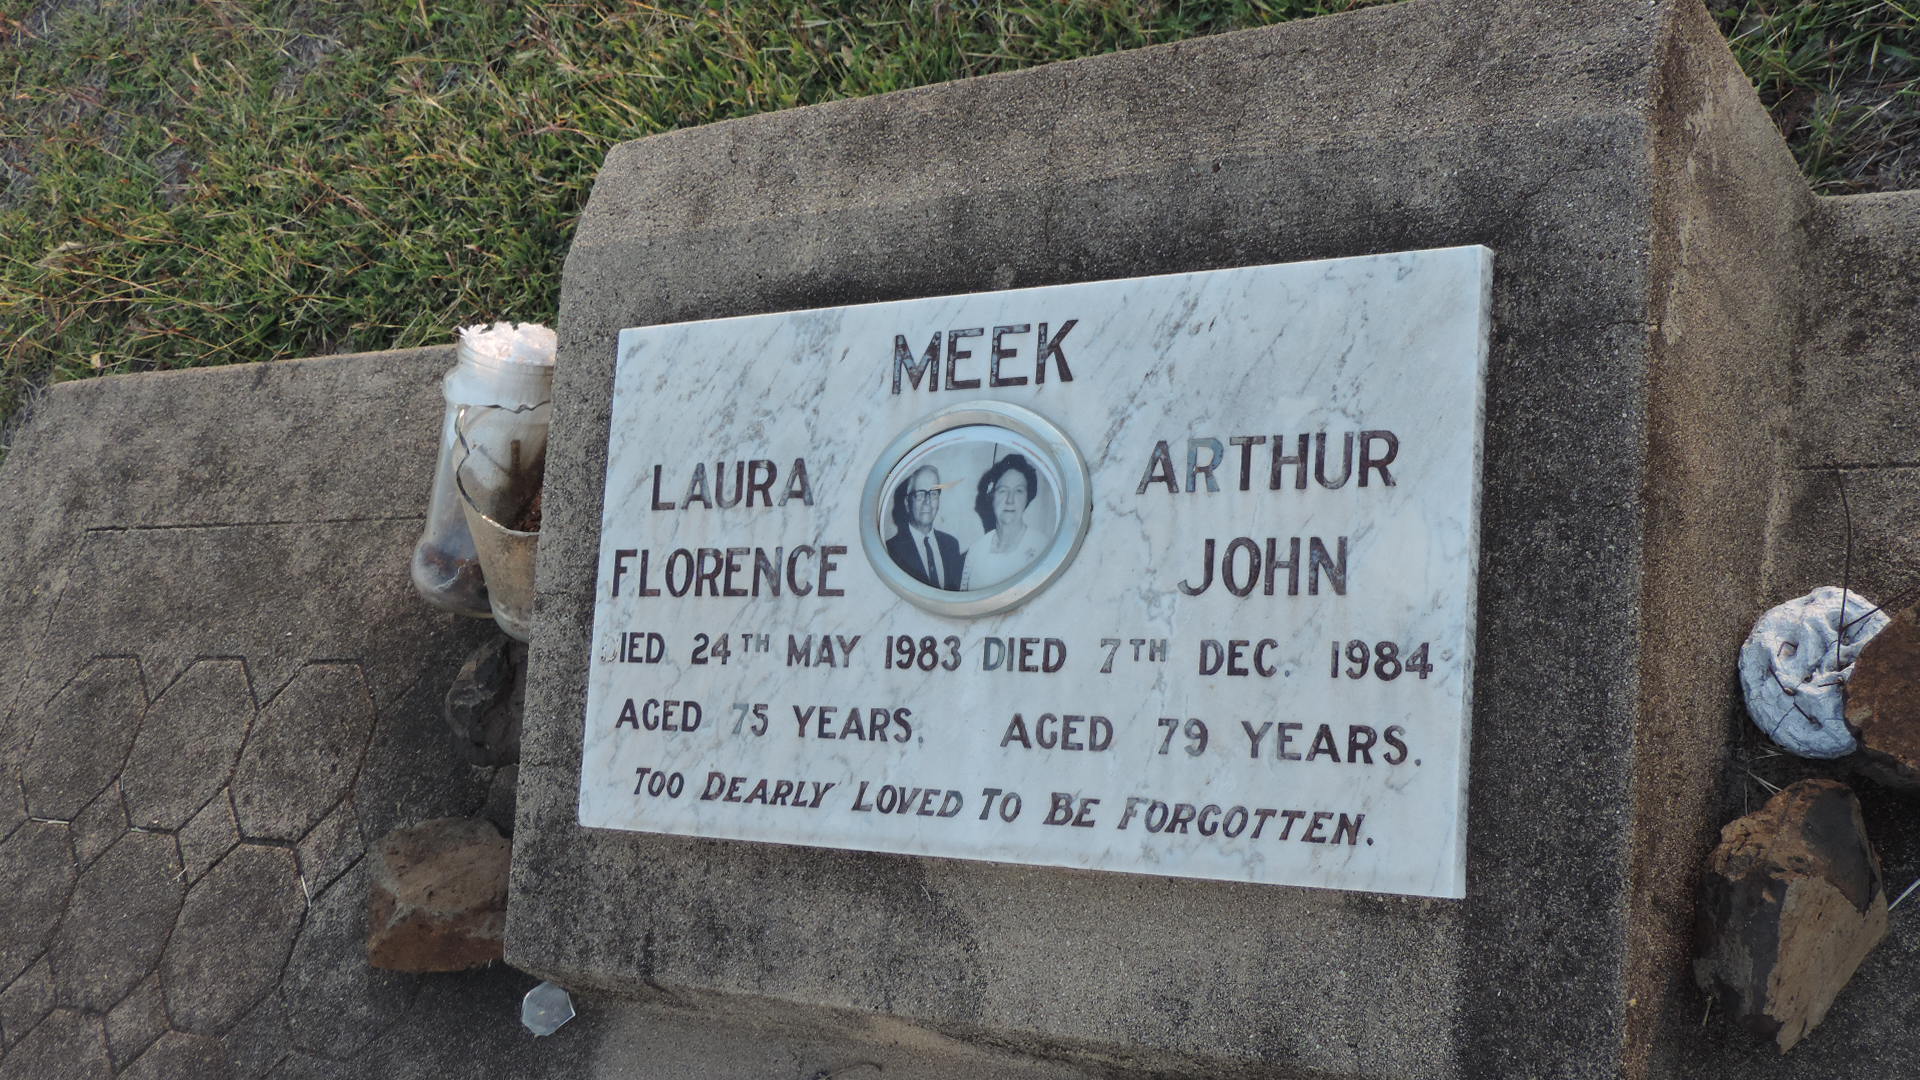 MEEK
LAURA
FLORENCE
DIED 24TH MAY 1983
AGED 75 YEARS.
ARTHUR
JOHN
DIED 7TH DEC. 1984
AGED 79 YEARS.
TOO DEARLY LOVED TO BE FORGOTTEN.